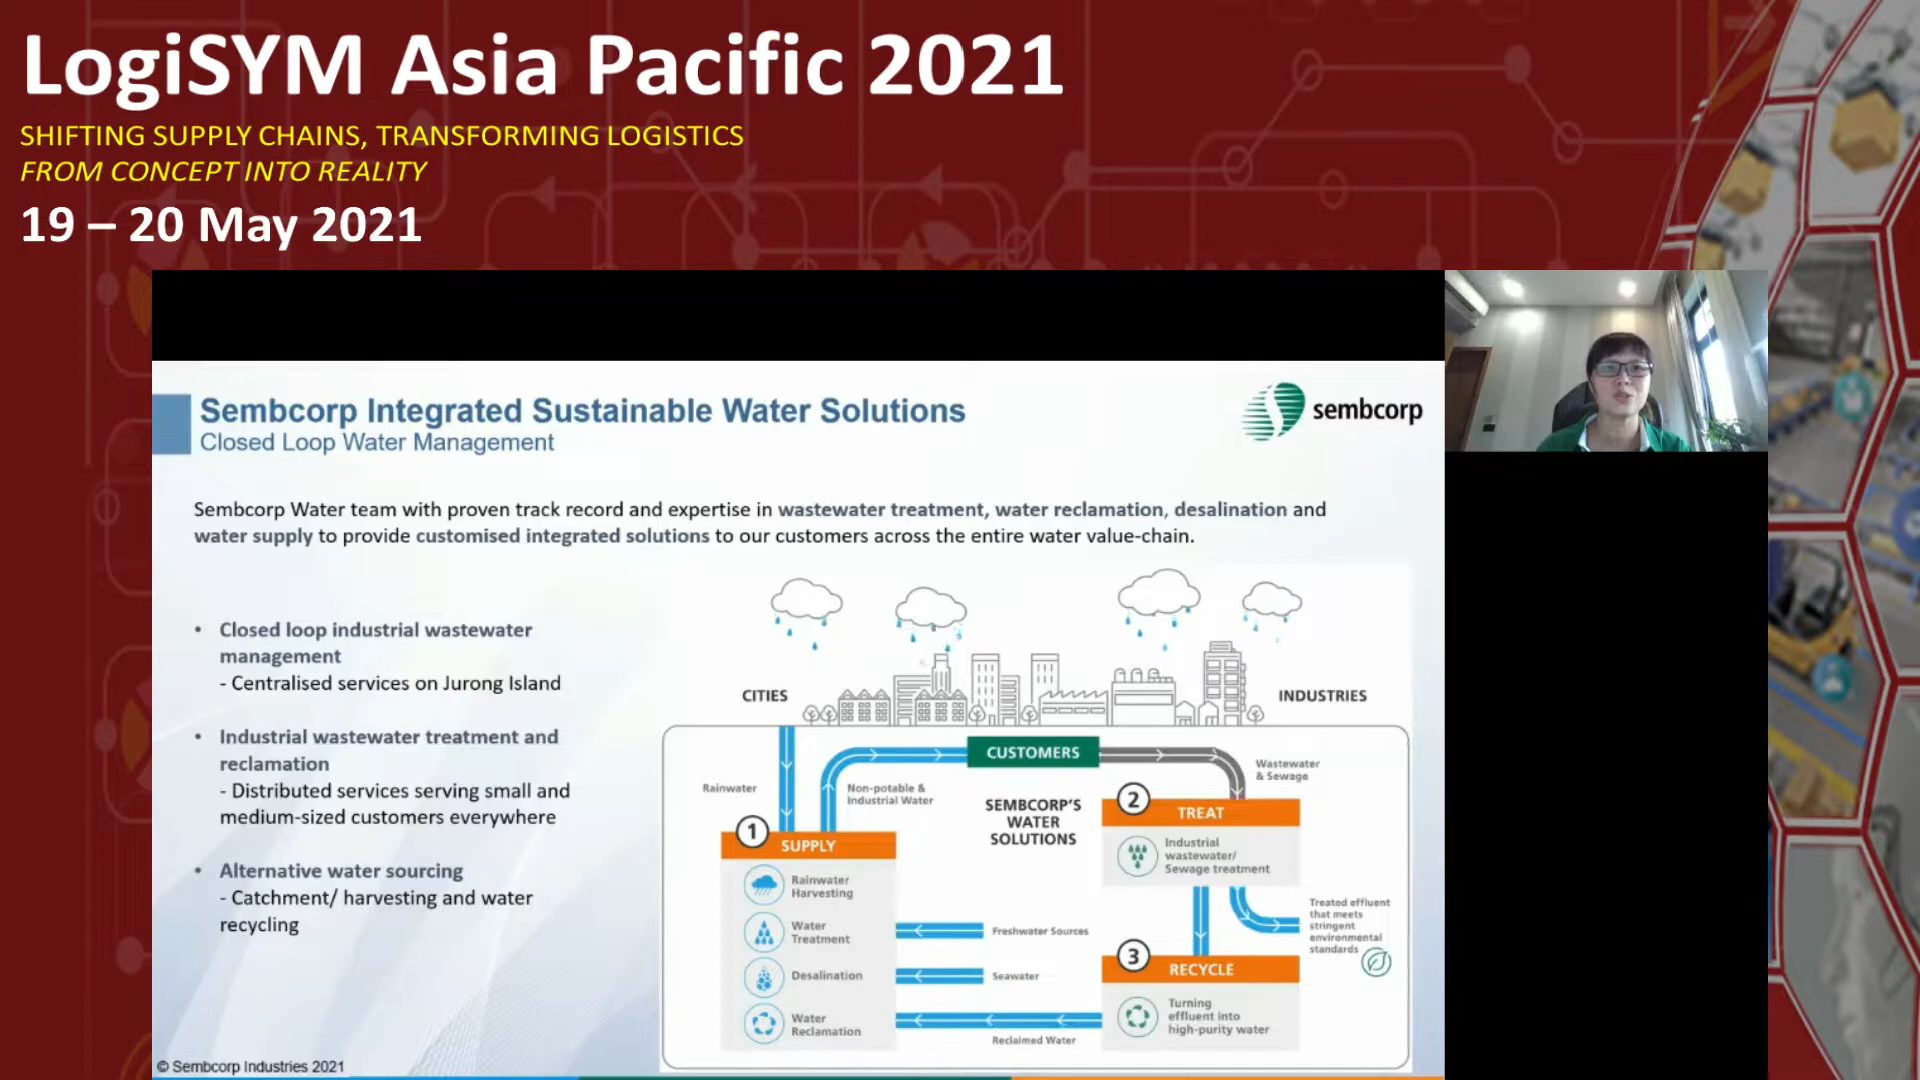 LogiSYM Asia Pacific 2021
SHIFTING SUPPLY CHAINS, TRANSFORMING LOGISTICS
FROM CONCEPT INTO REALITY
19 – 20 May 2021
Sembcorp Integrated Sustainable Water Solutions
Closed Loop Water Management
sembcorp
Sembcorp Water team with proven track record and expertise in wastewater treatment, water reclamation, desalination and
water supply to provide customised integrated solutions to our customers across the entire water value-chain.
• Closed loop industrial wastewater
management
- Centralised services on Jurong Island
• Industrial wastewater treatment and
reclamation
- Distributed services serving small and
medium-sized customers everywhere
• Alternative water sourcing
- Catchment/ harvesting and water
recycling
CITIES
INDUSTRIES
CUSTOMERS
Rainwater
Non-potable &
Industrial Water
SEMBCORP'S
WATER
SOLUTIONS
Wastewater
& Sewage
1
SUPPLY
Rainwater
Harvesting
Water
Treatment
Desalination
Water
Reclamation
Freshwater Sources
Seawater
Reclaimed Water
2
TREAT
Industrial
wastewater/
Sewage treatment
Treated effluent
that meets
stringent
environmental
standards
3
RECYCLE
Turning
effluent into
high-purity water
© Sembcorp Industries 2021